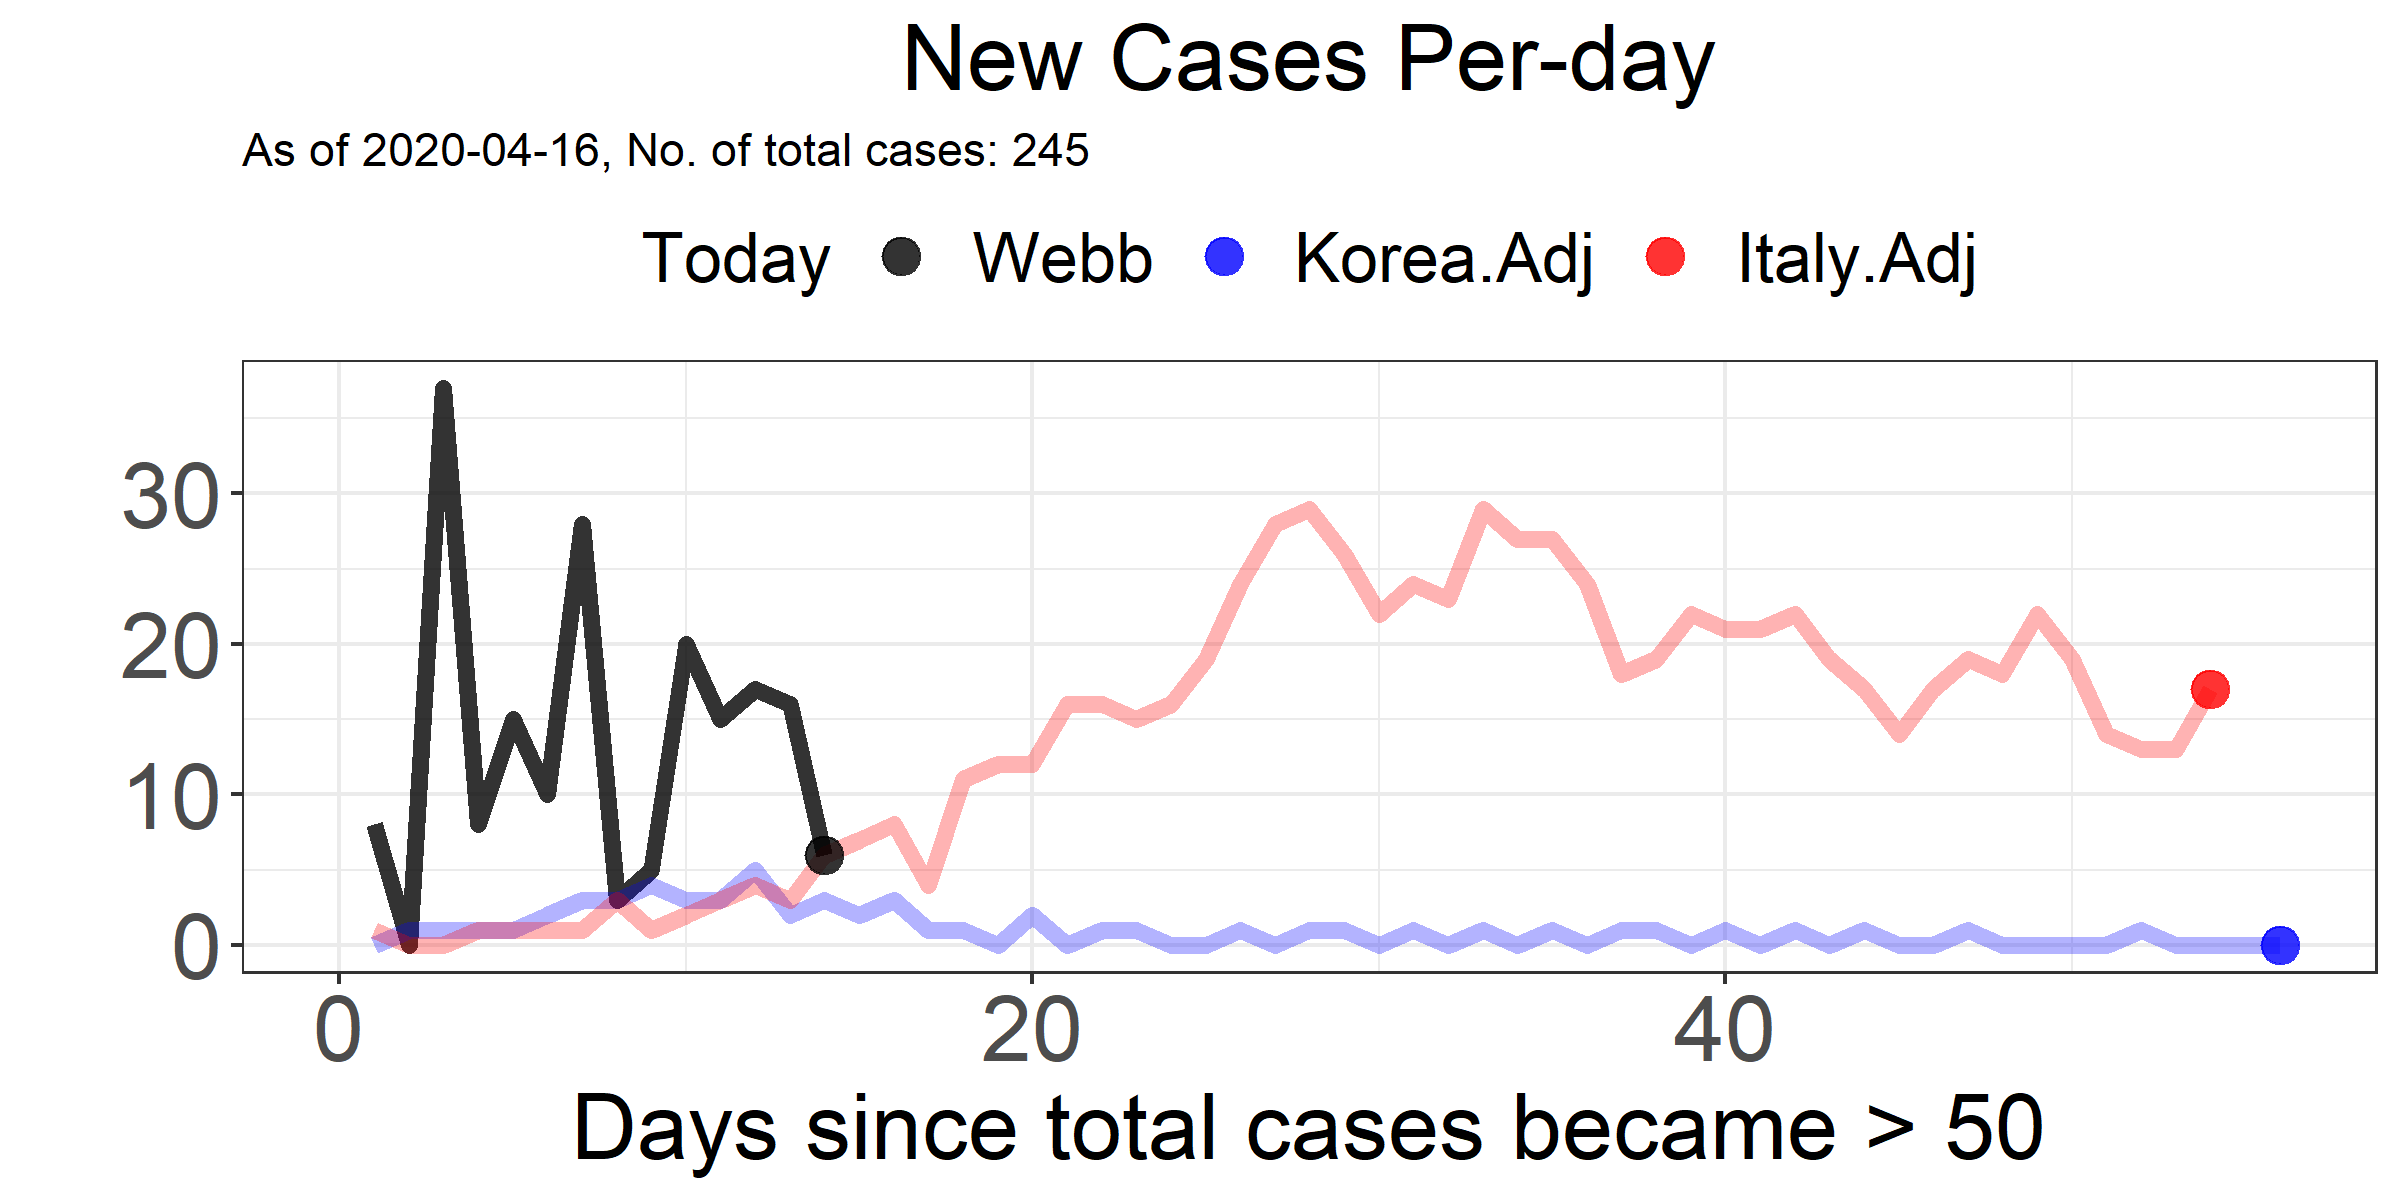 New Cases Per-day
As of 2020-04-16, No. of total cases: 245
Today Webb Korea.Adj Italy.Adj
30
20
10
0
0 20 40
Days since total cases became > 50